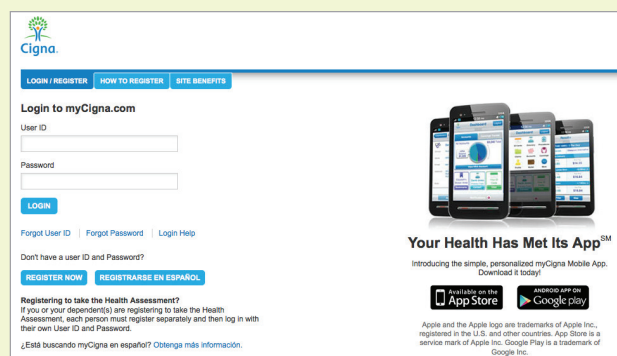 Cigna.
LOGIN / REGISTER
HOW TO REGISTER
SITE BENEFITS
Login to myCigna.com
User ID
Password
LOGIN
Forgot User ID
Forgot Password
Login Help
Don't have a user ID and Password?
REGISTER NOW
REGISTRARSE EN ESPAÑOL
Registering to take the Health Assessment?
If you or your dependent(s) are registering to take the Health
Assessment, each person must register separately and then log in with
their own User ID and Password.
¿Está buscando myCigna en español? Obtenga más información.
Dashboard
Your Health Has Met Its App℠
Introducing the simple, personalized myCigna Mobile App.
Download it today!
Available on the
App Store
ANDROID APP ON
Google play
Apple and the Apple logo are trademarks of Apple Inc.,
registered in the U.S. and other countries. App Store is a
service mark of Apple Inc. Google Play is a trademark of
Google Inc.